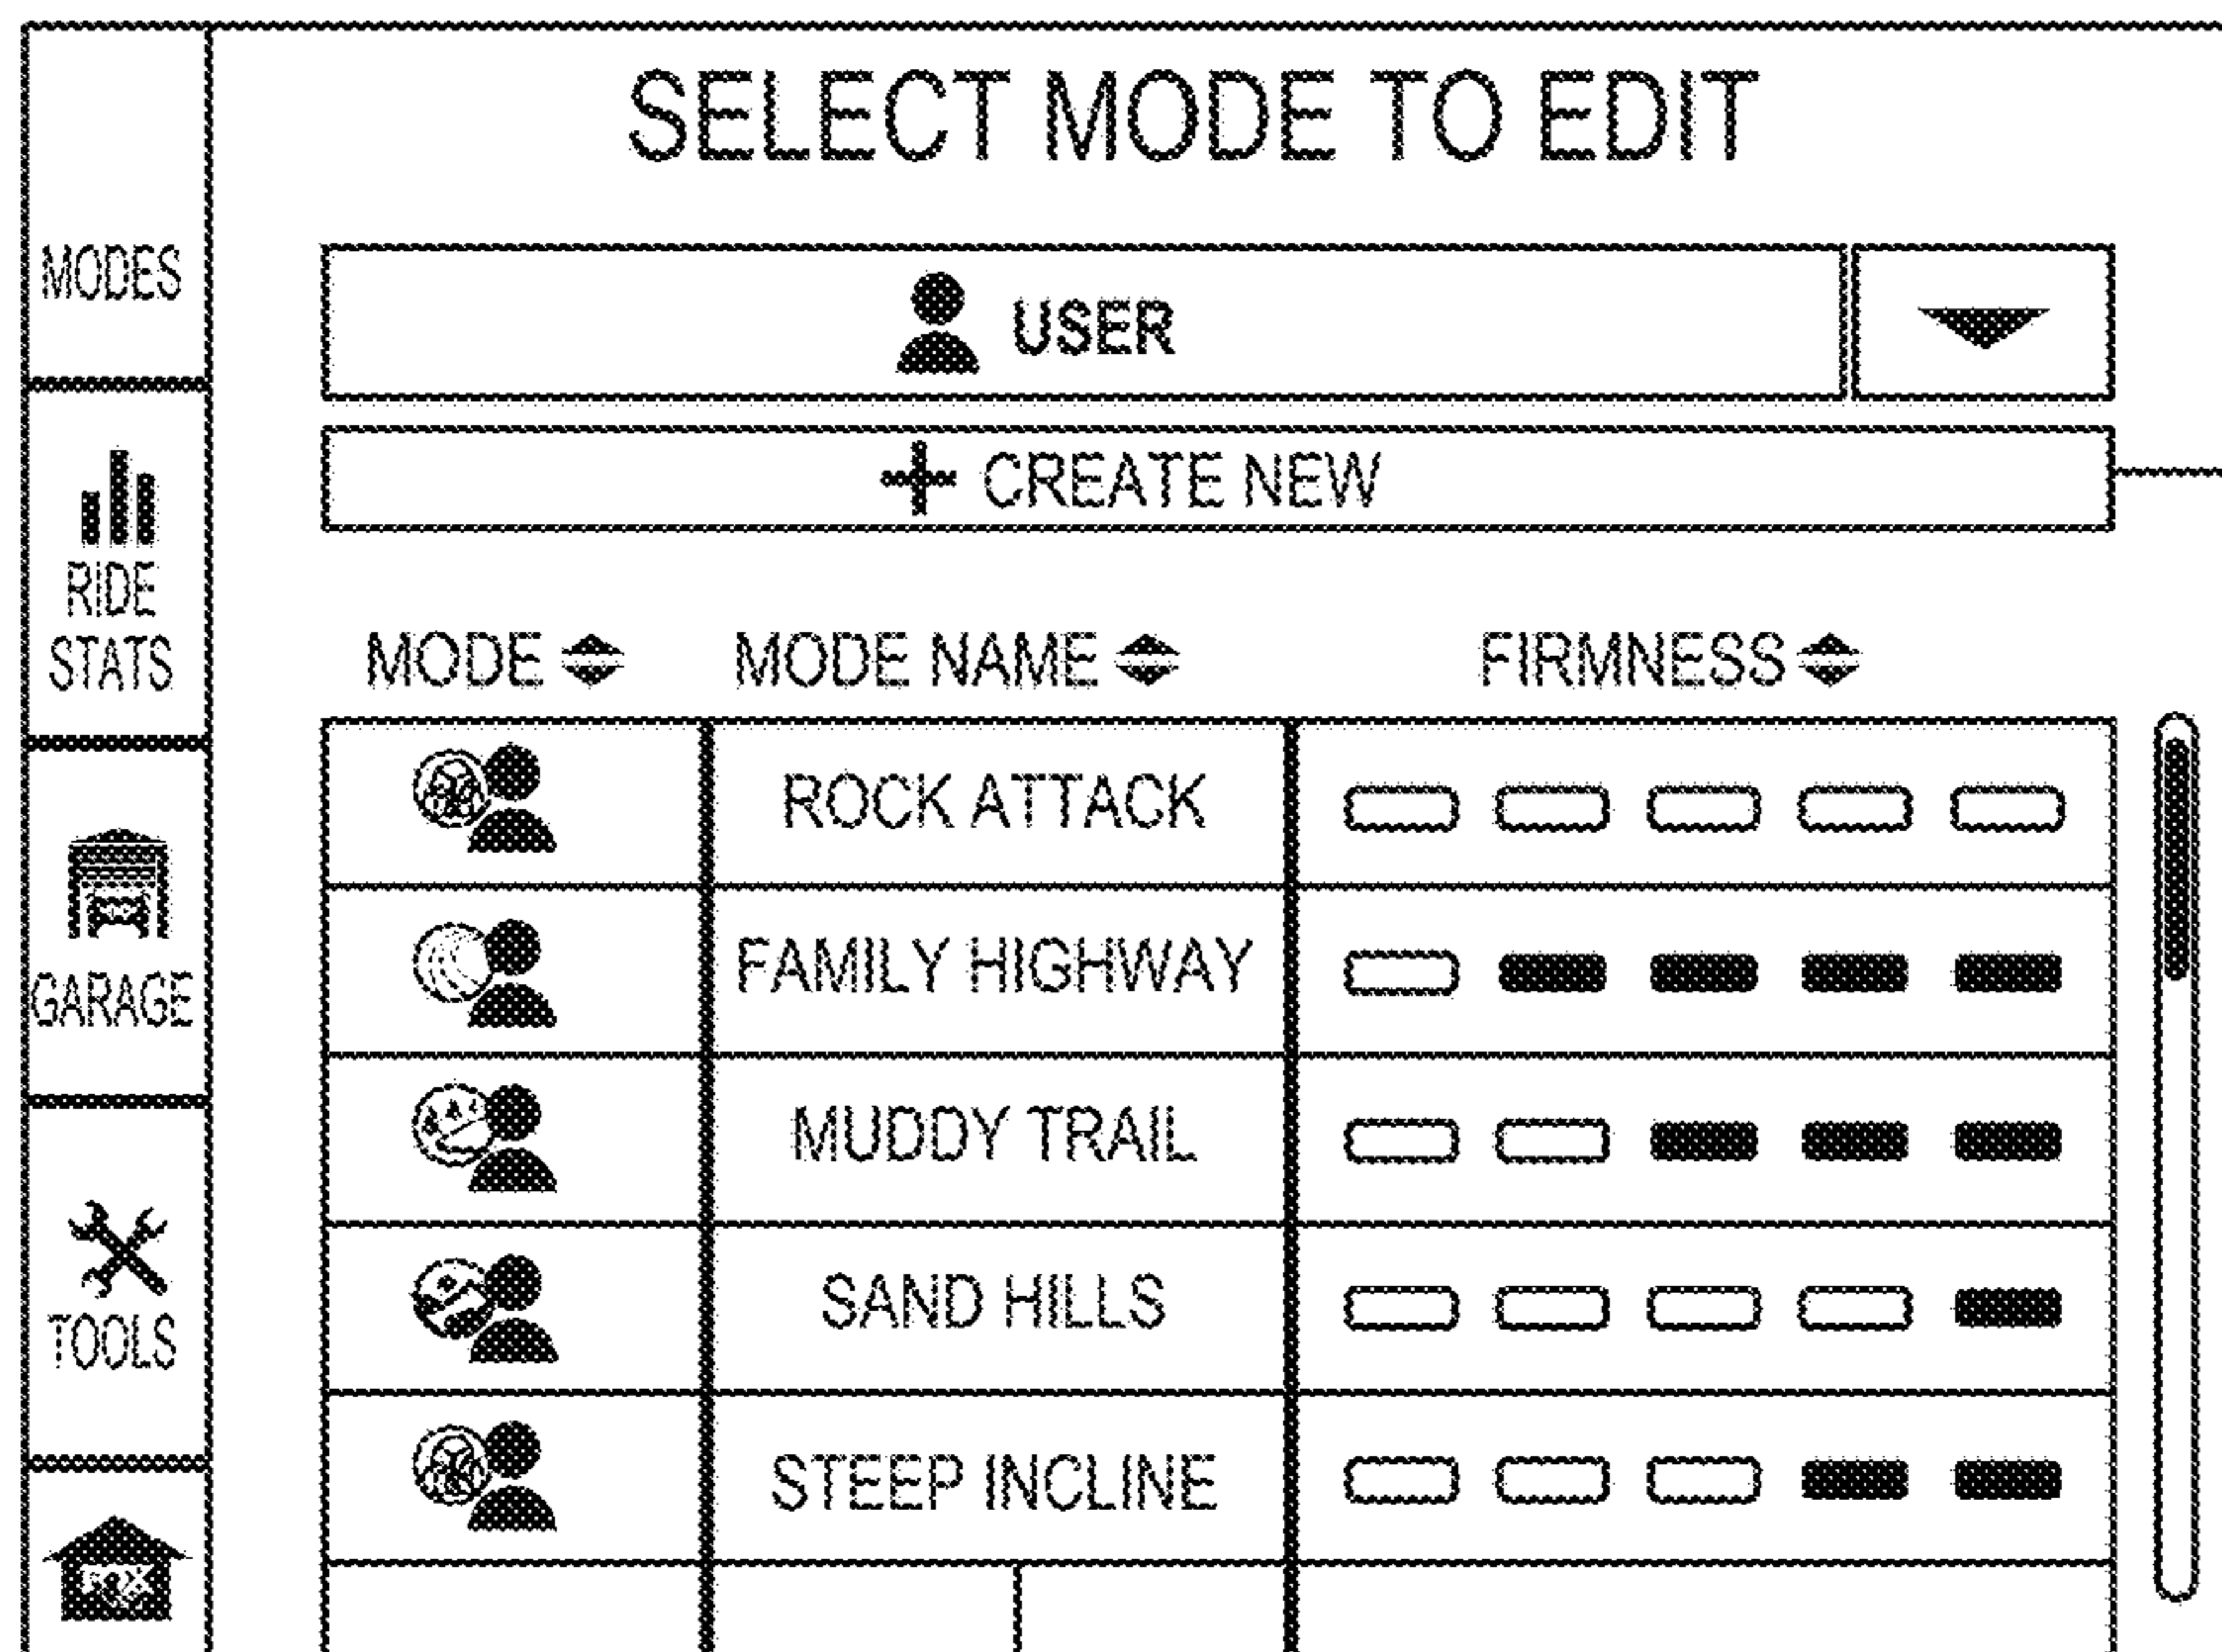 SELECT MODE TO EDIT
MODES
USER
CREATE NEW
RIDE
STATS
MODE MODE NAME FIRMNESS
ROCK ATTACK
GARAGE
FAMILY HIGHWAY
MUDDY TRAIL
TOOLS
SAND HILLS
STEEP INCLINE
FOX